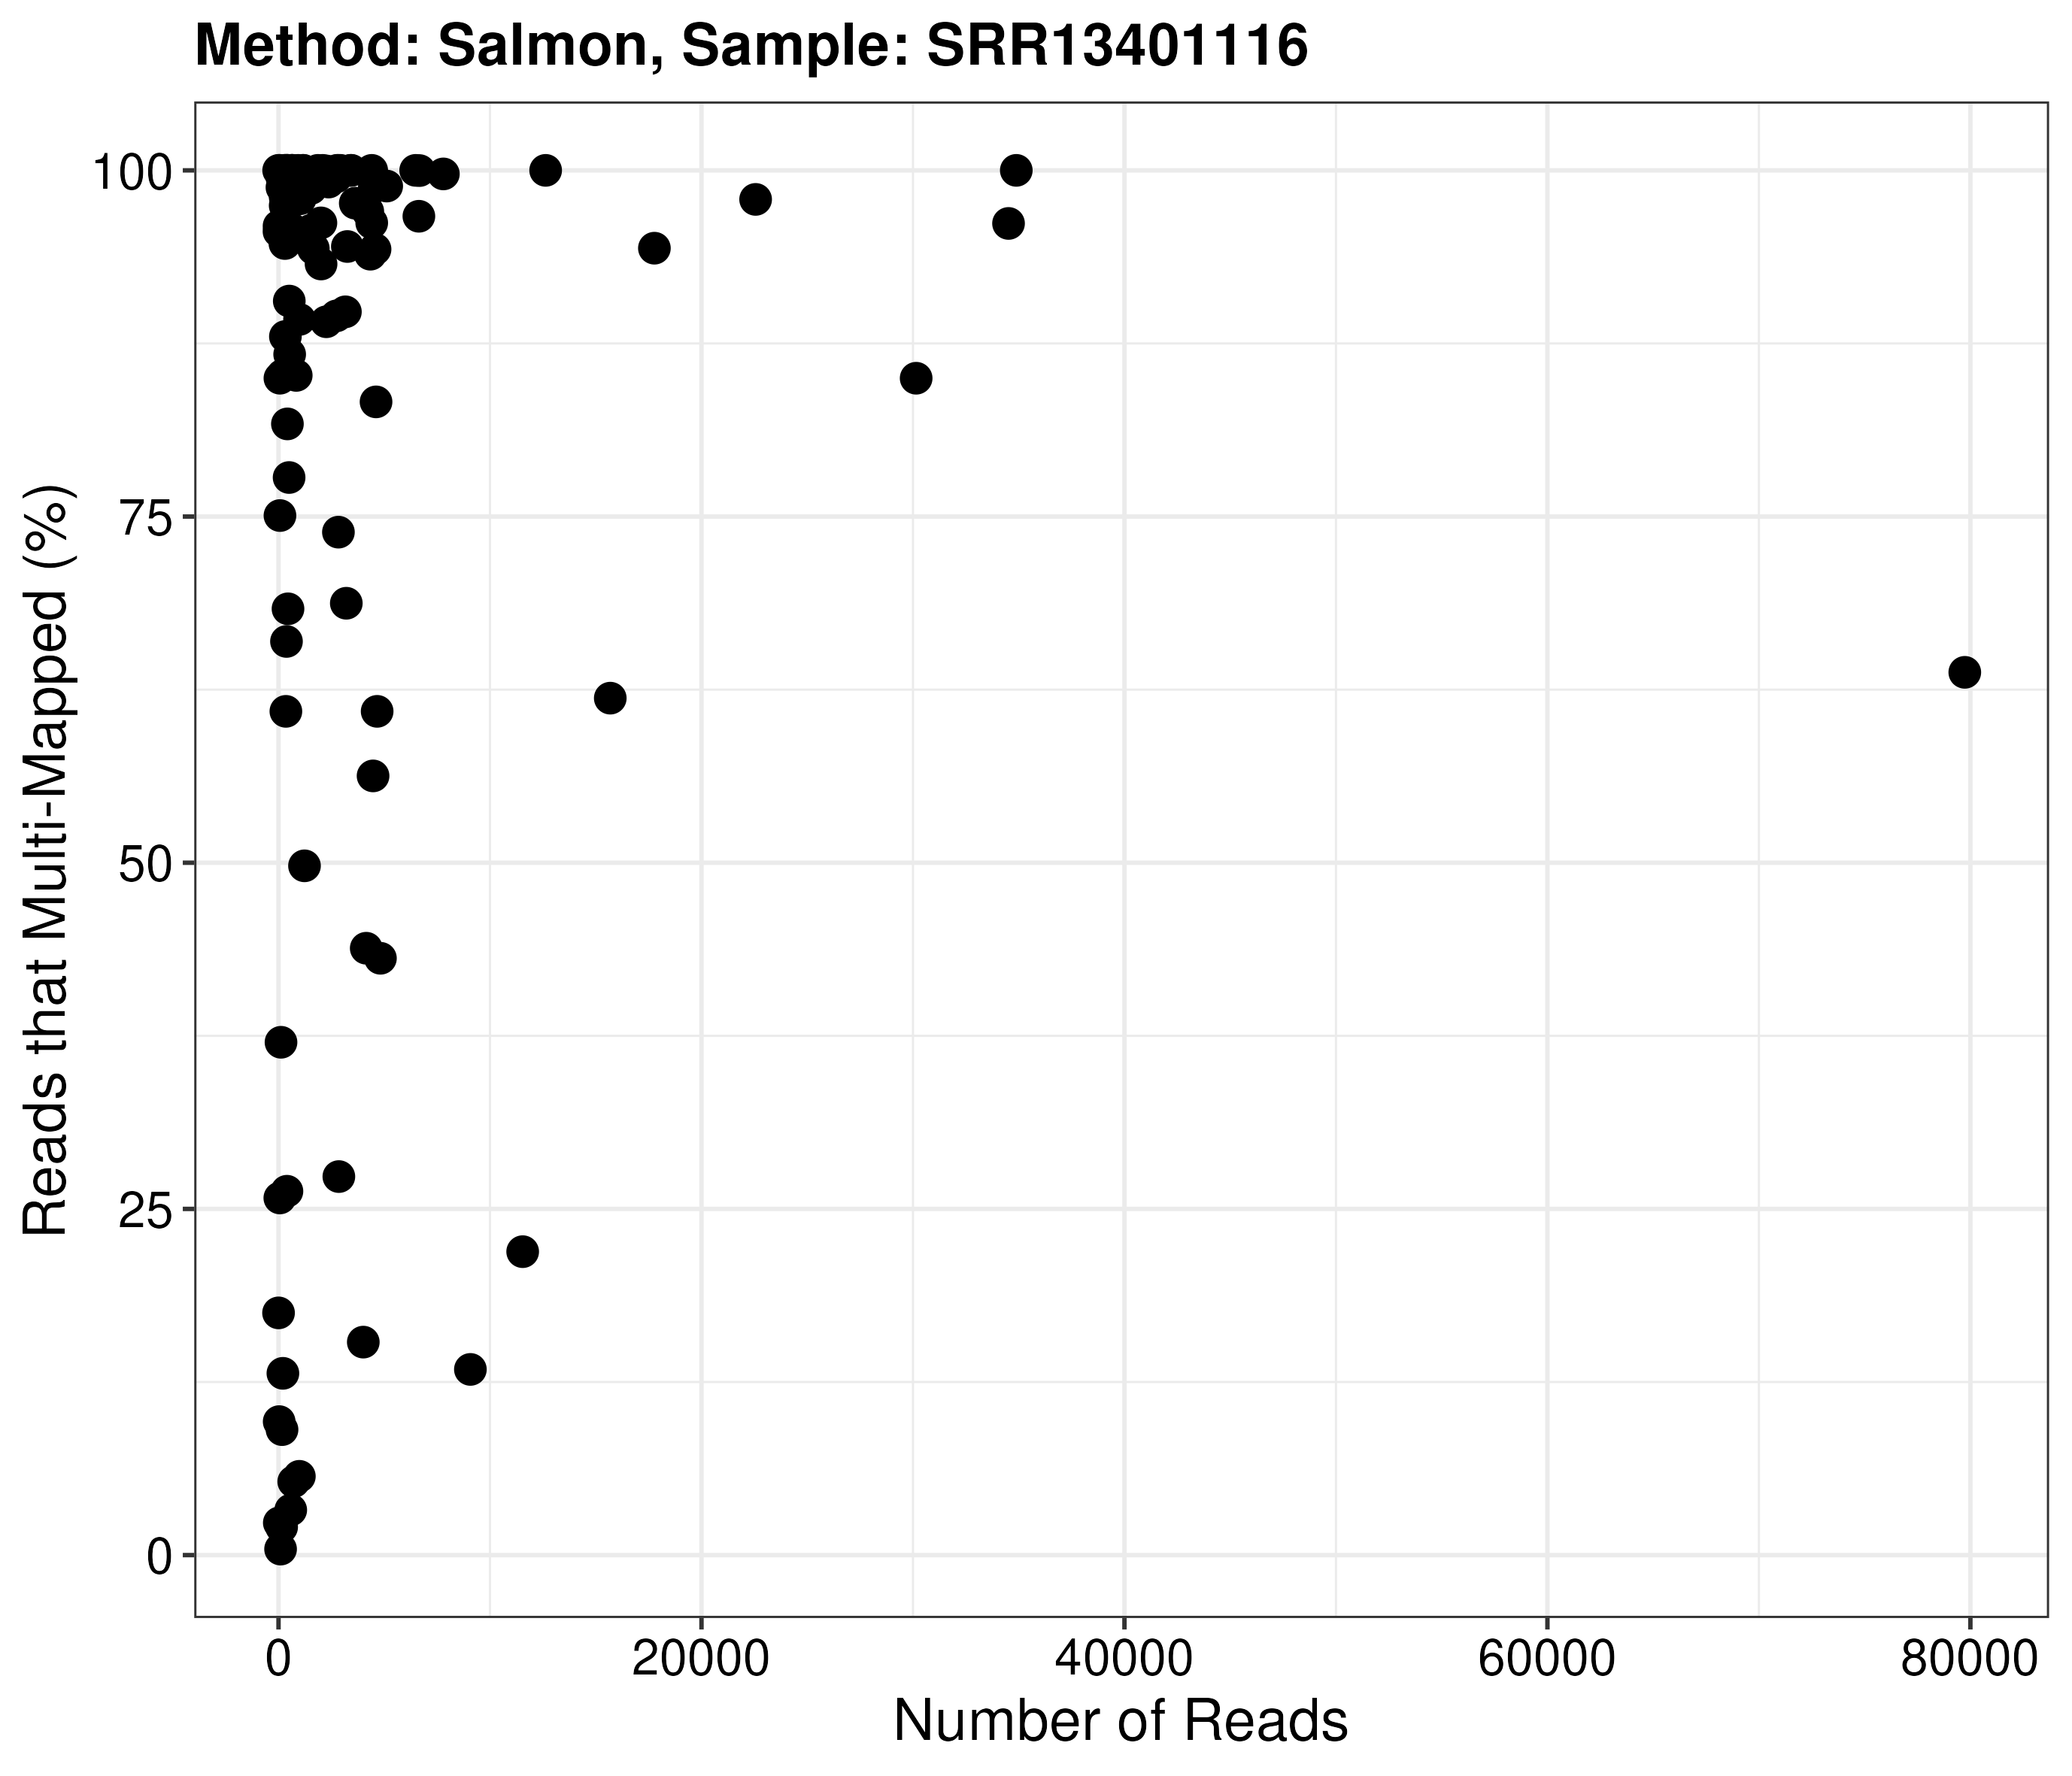 Method: Salmon, Sample: SRR13401116
Reads that Multi-Mapped (%)
100
75
50
25
0
0 20000 40000 60000 80000
Number of Reads